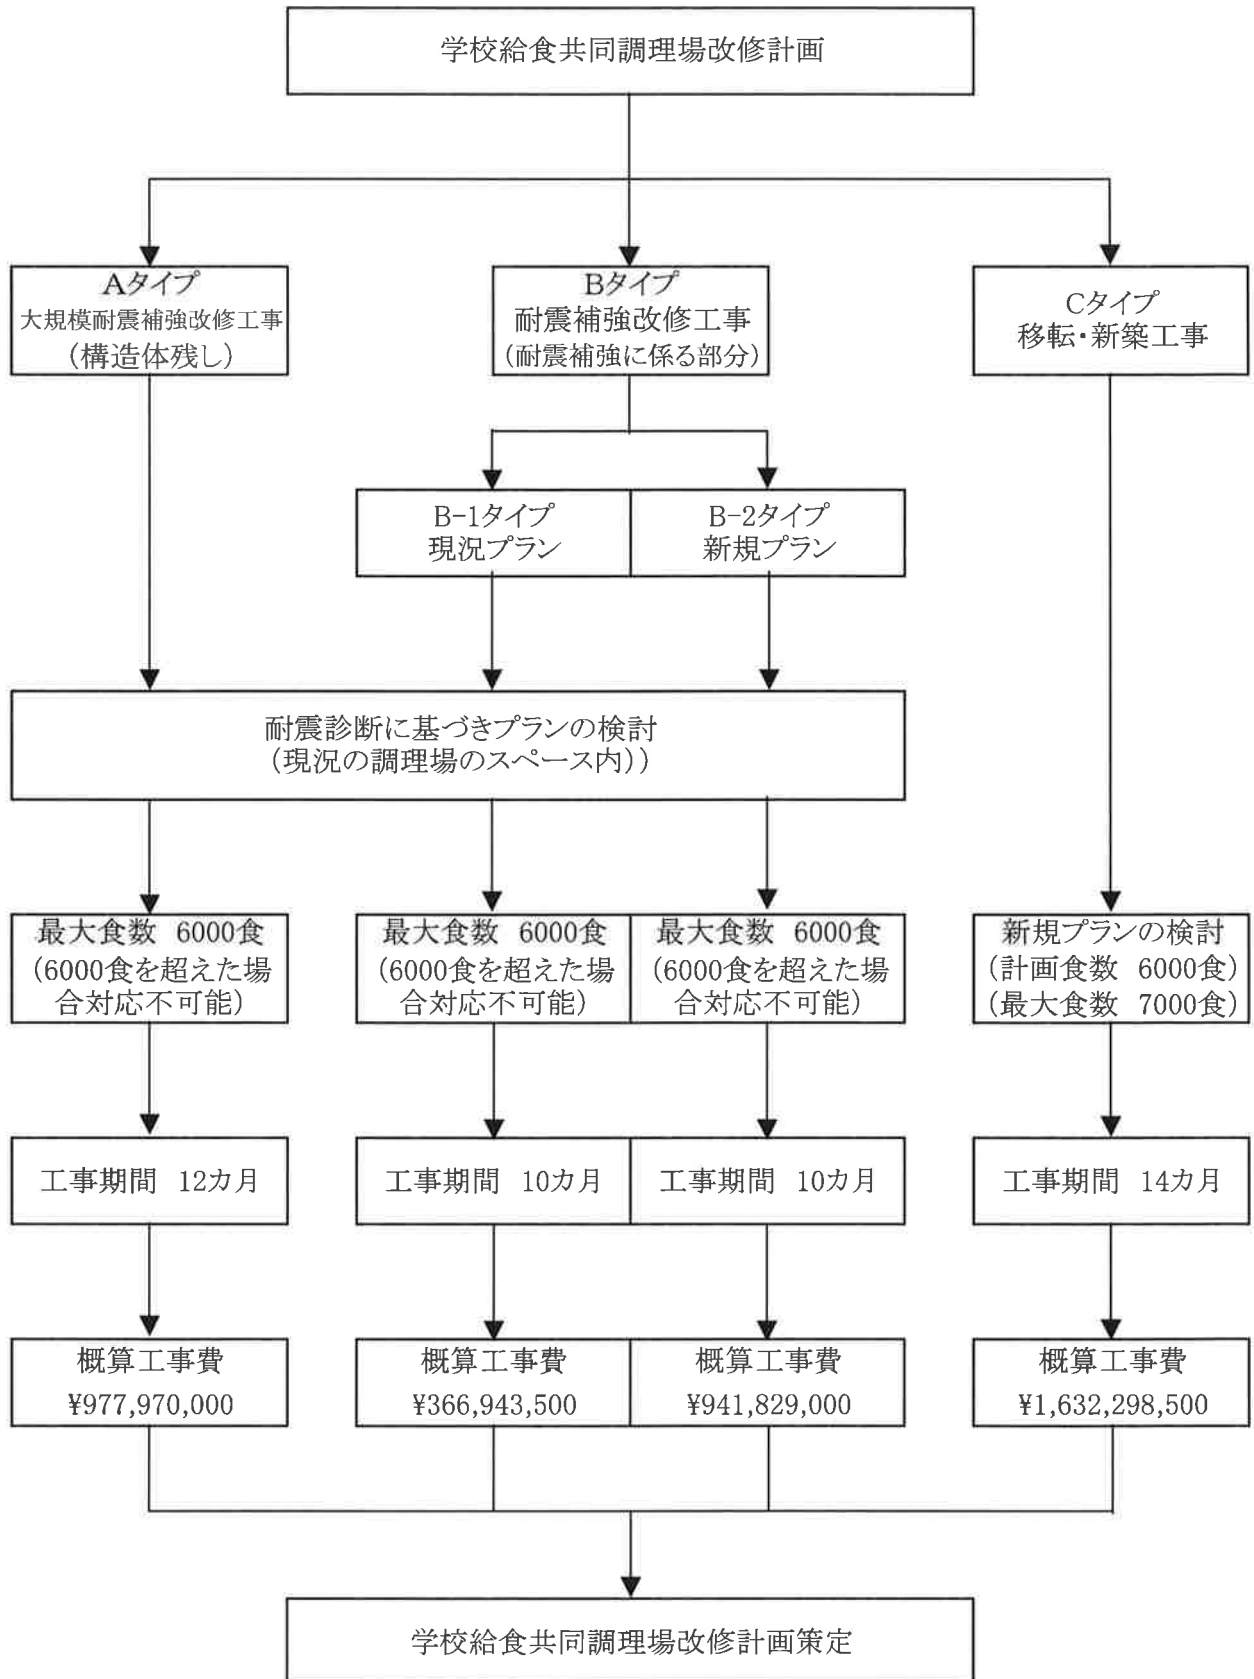 学校給食共同調理場改修計画
Aタイプ
大規模耐震補強改修工事
(構造体残し)
Bタイプ
耐震補強改修工事
(耐震補強に係る部分)
Cタイプ
移転・新築工事
B-1タイプ
現況プラン
B-2タイプ
新規プラン
耐震診断に基づきプランの検討
(現況の調理場のスペース内))
最大食数 6000食
(6000食を超えた場
合対応不可能)
最大食数 6000食
(6000食を超えた場
合対応不可能)
最大食数 6000食
(6000食を超えた場
合対応不可能)
新規プランの検討
(計画食数 6000食)
(最大食数 7000食)
工事期間 12カ月
工事期間 10カ月
工事期間 10カ月
工事期間 14カ月
概算工事費
¥977,970,000
概算工事費
¥366,943,500
概算工事費
¥941,829,000
概算工事費
¥1,632,298,500
学校給食共同調理場改修計画策定